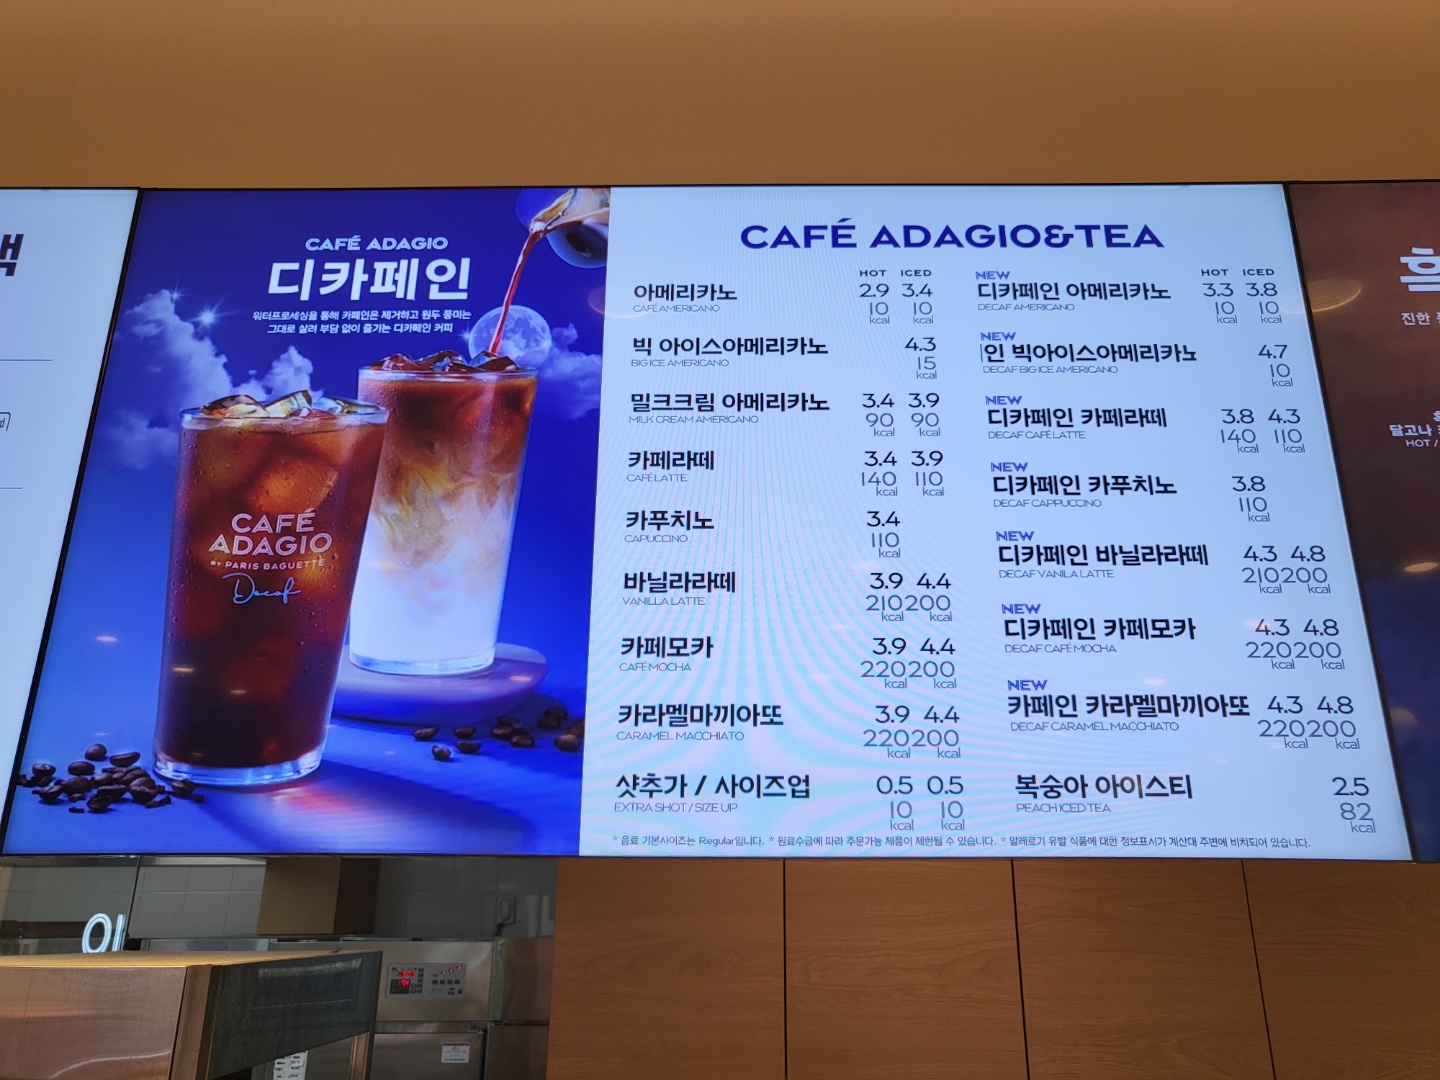 CAFÉ ADAGIO
디카페인
워터프로세싱을 통해 카페인은 제거하고 원두 풍미는
그대로 살려 부담 없이 즐기는 디카페인 커피
CAFÉ
ADAGIO
BY PARIS BAGUETTE
Decaf
CAFÉ ADAGIO&TEA
HOT ICED
아메리카노 2.9 3.4
CAFÉ AMERICANO 10 10
kcal kcal
빅 아이스아메리카노 4.3
BIG ICE AMERICANO 15
kcal
밀크크림 아메리카노 3.4 3.9
MILK CREAM AMERICANO 90 90
kcal kcal
카페라떼 3.4 3.9
CAFÉ LATTE 140 110
kcal kcal
카푸치노 3.4
CAPUCCINO 110
kcal
바닐라라떼 3.9 4.4
VANILLA LATTE 210 200
kcal kcal
카페모카 3.9 4.4
CAFÉ MOCHA 220 200
kcal kcal
카라멜마끼아또 3.9 4.4
CARAMEL MACCHIATO 220 200
kcal kcal
샷추가 / 사이즈업 0.5 0.5
EXTRA SHOT / SIZE UP 10 10
kcal kcal
NEW HOT ICED
디카페인 아메리카노 3.3 3.8
DECAF AMERICANO 10 10
kcal kcal
NEW
인 빅아이스아메리카노 4.7
DECAF BIG ICE AMERICANO 10
kcal
NEW
디카페인 카페라떼 3.8 4.3
DECAF CAFÉ LATTE 140 110
kcal kcal
NEW
디카페인 카푸치노 3.8
DECAF CAPPUCCINO 110
kcal
NEW
디카페인 바닐라라떼 4.3 4.8
DECAF VANILA LATTE 210 200
kcal kcal
NEW
디카페인 카페모카 4.3 4.8
DECAF CAFÉ MOCHA 220 200
kcal kcal
NEW
카페인 카라멜마끼아또 4.3 4.8
DECAF CARAMEL MACCHIATO 220 200
kcal kcal
복숭아 아이스티 2.5
PEACH ICED TEA 82
kcal
* 음료 기본사이즈는 Regular입니다. * 원료수급에 따라 주문가능 제품이 제한될 수 있습니다. * 알레르기 유발 식품에 대한 정보표시가 계산대 주변에 비치되어 있습니다.
진한
달고나
HOT /